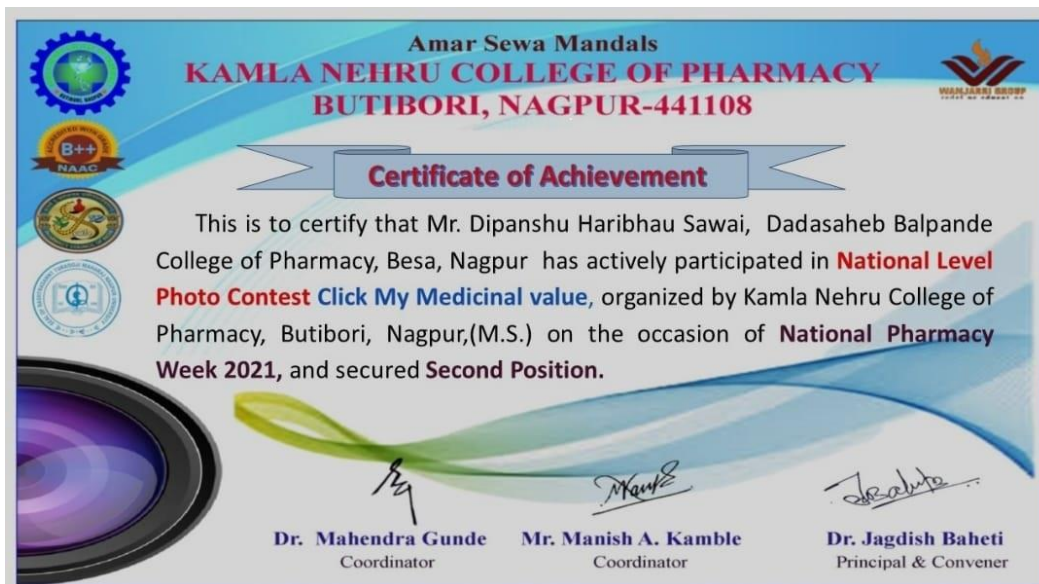 Amar Sewa Mandals
KAMLA NEHRU COLLEGE OF PHARMACY
BUTIBORI, NAGPUR-441108
WANJARRI GROUP
B++
NAAC
Certificate of Achievement
This is to certify that Mr. Dipanshu Haribhau Sawai, Dadasaheb Balpande
College of Pharmacy, Besa, Nagpur has actively participated in National Level
Photo Contest Click My Medicinal value, organized by Kamla Nehru College of
Pharmacy, Butibori, Nagpur,(M.S.) on the occasion of National Pharmacy
Week 2021, and secured Second Position.
Dr. Mahendra Gunde
Coordinator
Mr. Manish A. Kamble
Coordinator
Dr. Jagdish Baheti
Principal & Convener